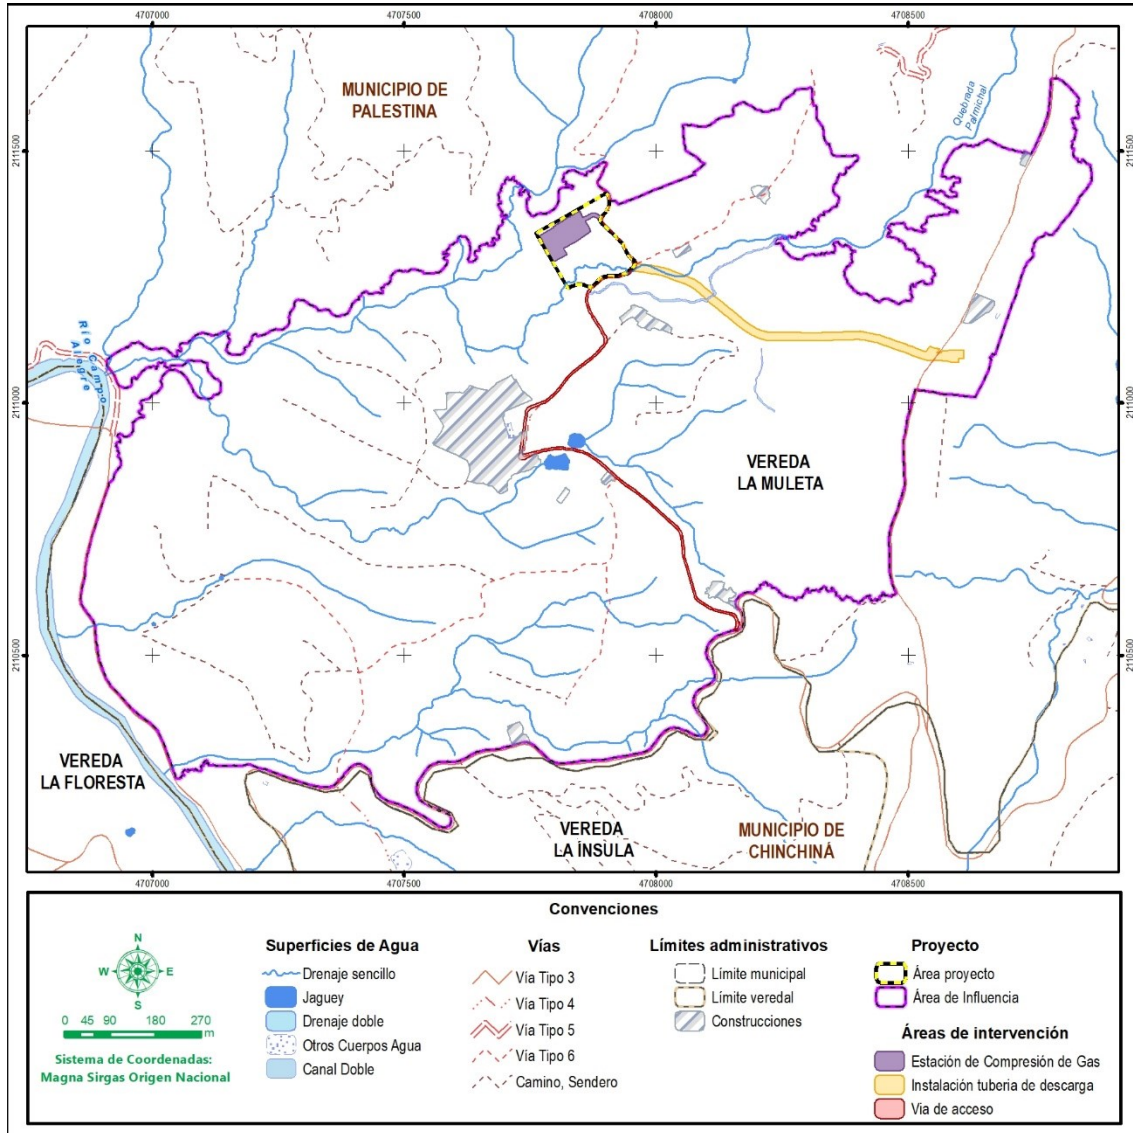 4707000
4707500
4708000
4708500
2111500
2111500
MUNICIPIO DE
PALESTINA
Quebrada
Palmichal
Río Campo
Alegre
2111000
2111000
VEREDA
LA MULETA
2110500
2110500
VEREDA
LA FLORESTA
VEREDA
LA ÍNSULA
MUNICIPIO DE
CHINCHINÁ
4707000
4707500
4708000
4708500
Convenciones
N
W
E
S
0 45 90 180 270
m
Sistema de Coordenadas:
Magna Sirgas Origen Nacional
Superficies de Agua
Drenaje sencillo
Jaguey
Drenaje doble
Otros Cuerpos Agua
Canal Doble
Vías
Vía Tipo 3
Vía Tipo 4
Vía Tipo 5
Vía Tipo 6
Camino, Sendero
Límites administrativos
Límite municipal
Límite veredal
Construcciones
Proyecto
Área proyecto
Área de Influencia
Áreas de intervención
Estación de Compresión de Gas
Instalación tuberia de descarga
Via de acceso